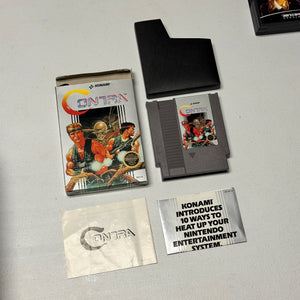 KONAMI
CONTRA
CONTRA
KONAMI
INTRODUCES
10 WAYS TO
HEAT UP YOUR
NINTENDO
ENTERTAINMENT
SYSTEM.